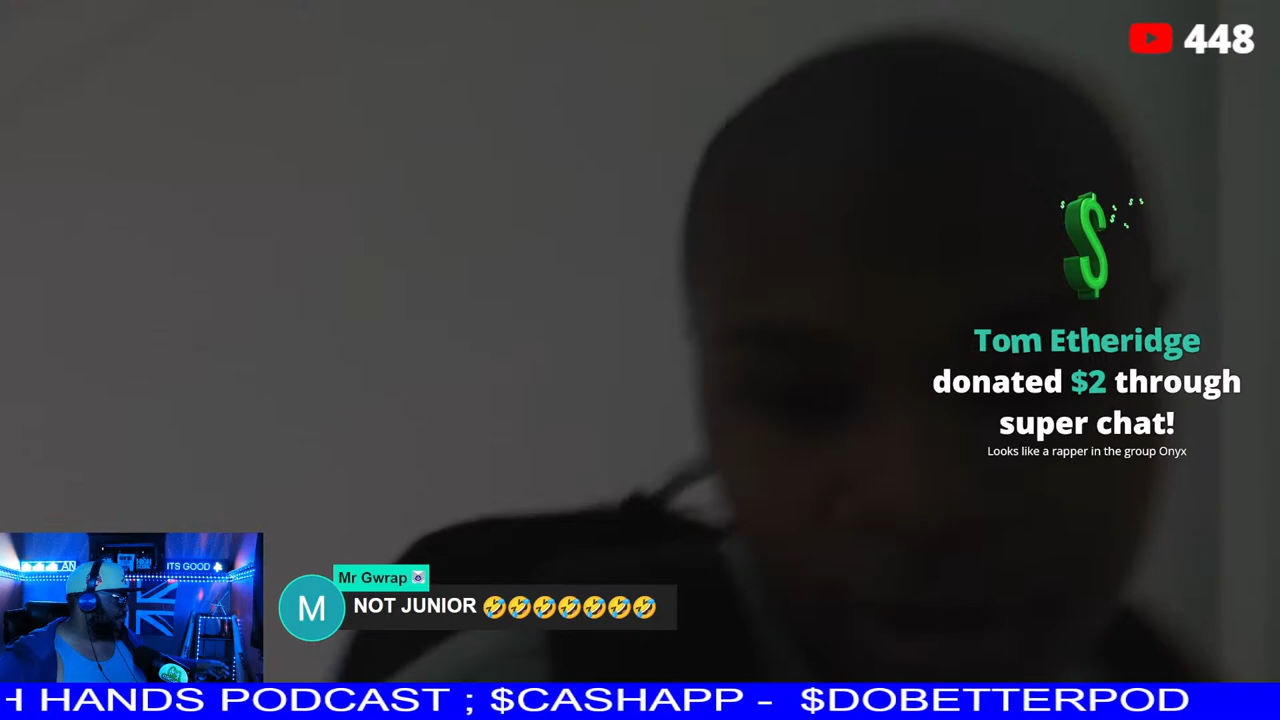 448
$
Tom Etheridge
donated $2 through
super chat!
Looks like a rapper in the group Onyx
AN
ITS GOOD
Mr Gwrap
M
NOT JUNIOR 🤣🤣🤣🤣🤣🤣🤣
H HANDS PODCAST ; $CASHAPP - $DOBETTERPOD